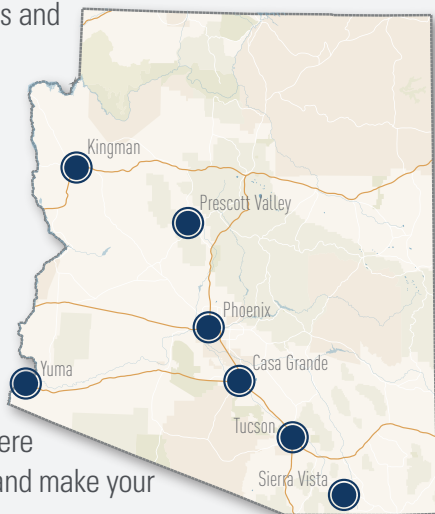 s and
Kingman
Prescott Valley
Phoenix
Casa Grande
Yuma
Tucson
ere
Sierra Vista
and make your